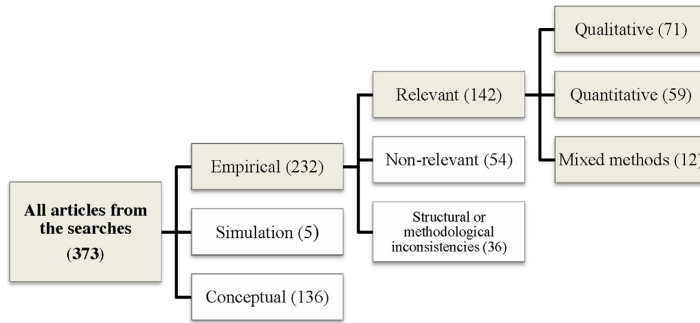 Qualitative (71)
Relevant (142)
Quantitative (59)
Empirical (232)
Non-relevant (54)
Mixed methods (12
All articles from
the searches
(373)
Simulation (5)
Structural or
methodological
inconsistencies (36)
Conceptual (136)